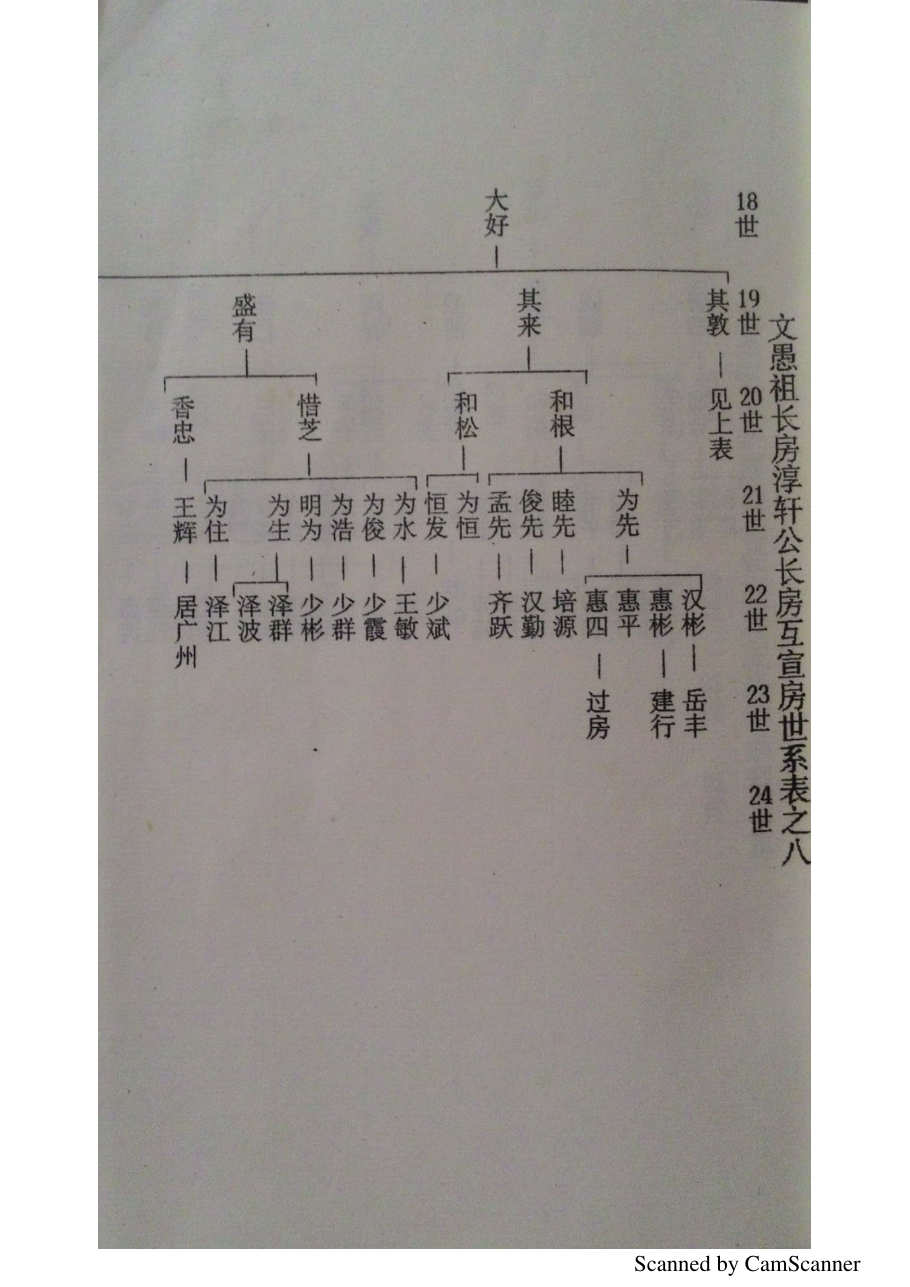 文愚祖长房淳轩公长房互宣房世系表之八
18世
19世
20世
21世
22世
23世
24世
大好
其敦
见上表
其来
盛有
和根
和松
惜芝
香忠
为先
睦先
俊先
孟先
为恒
恒发
为水
为俊
为浩
明为
为生
为住
王辉
汉彬
惠彬
惠平
惠四
培源
汉勤
齐跃
少斌
王敏
少霞
少群
少彬
泽群
泽波
泽江
居广州
岳丰
建行
过房
Scanned by CamScanner